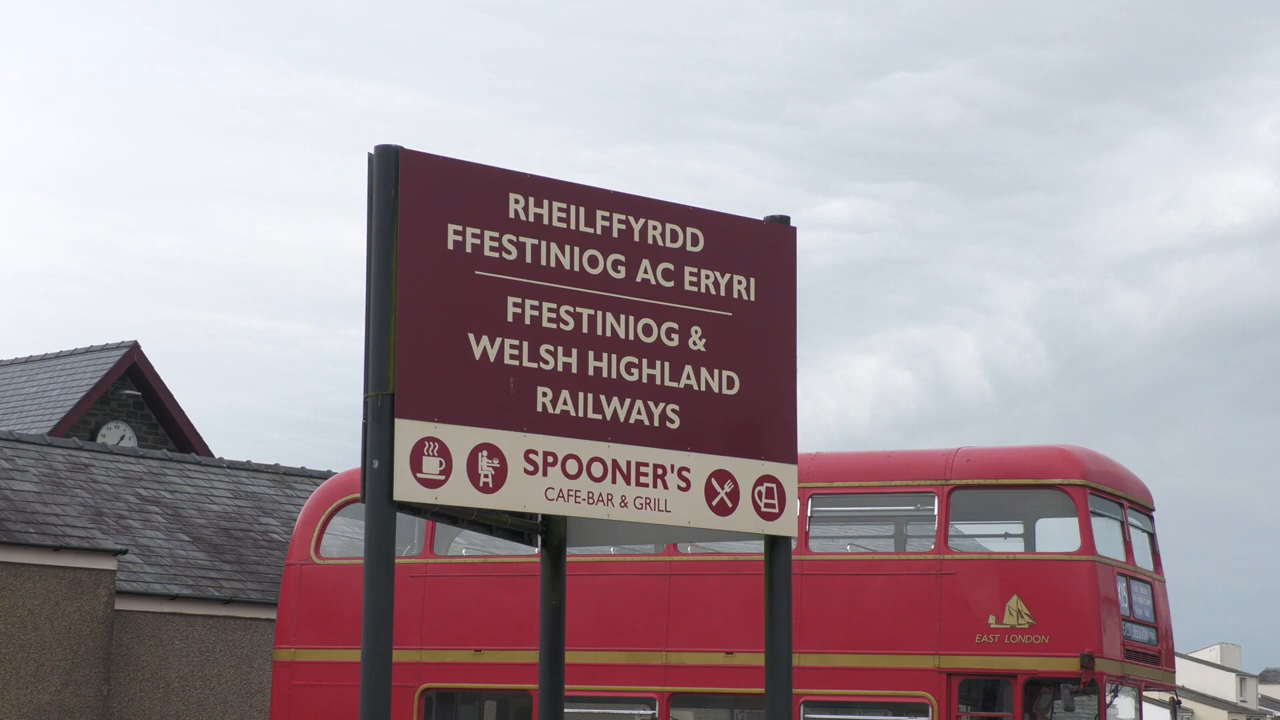 RHEILFFYRDD
FFESTINIOG AC ERYRI
FFESTINIOG &
WELSH HIGHLAND
RAILWAYS
SPOONER'S
CAFE-BAR & GRILL
EAST LONDON